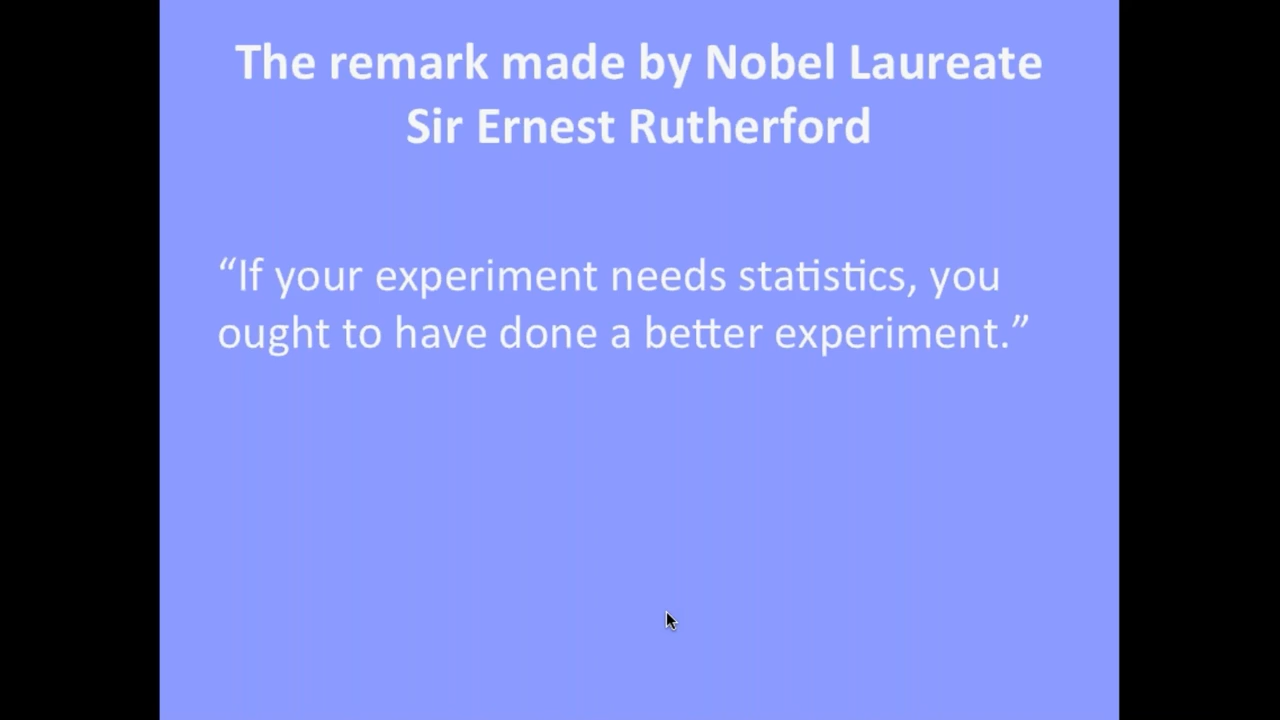 The remark made by Nobel Laureate
Sir Ernest Rutherford
“If your experiment needs statistics, you
ought to have done a better experiment.”